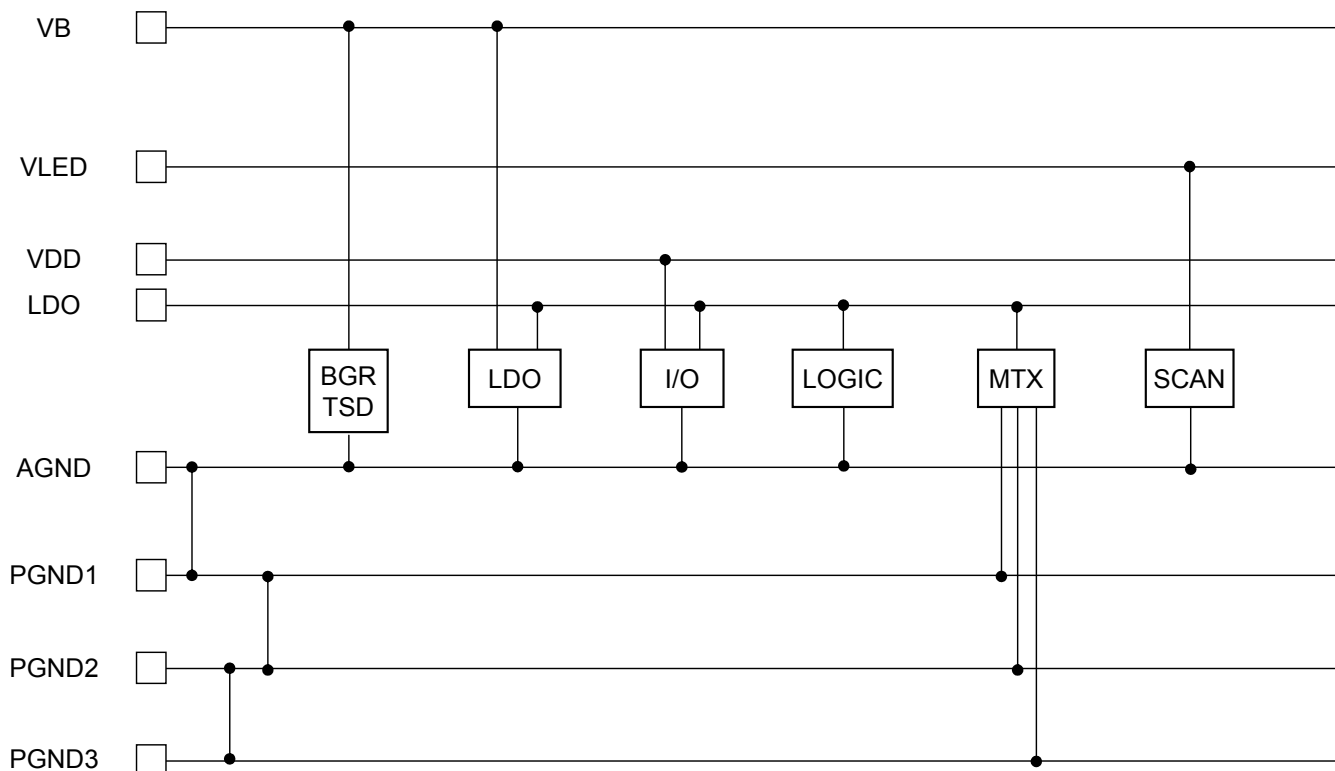 VB
VLED
VDD
LDO
BGR
TSD
LDO
I/O
LOGIC
MTX
SCAN
AGND
PGND1
PGND2
PGND3